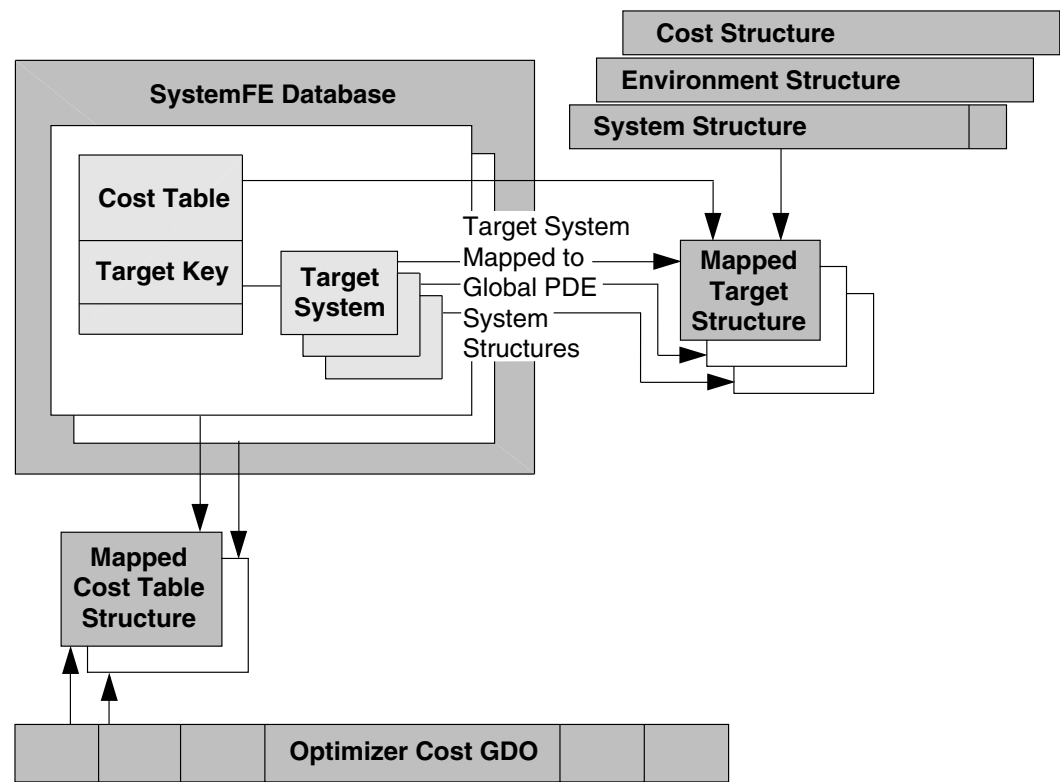 Cost Structure
Environment Structure
System Structure
SystemFE Database
Cost Table
Target Key
Target
System
Target System
Mapped to
Global PDE
System
Structures
Mapped
Target
Structure
Mapped
Cost Table
Structure
Optimizer Cost GDO